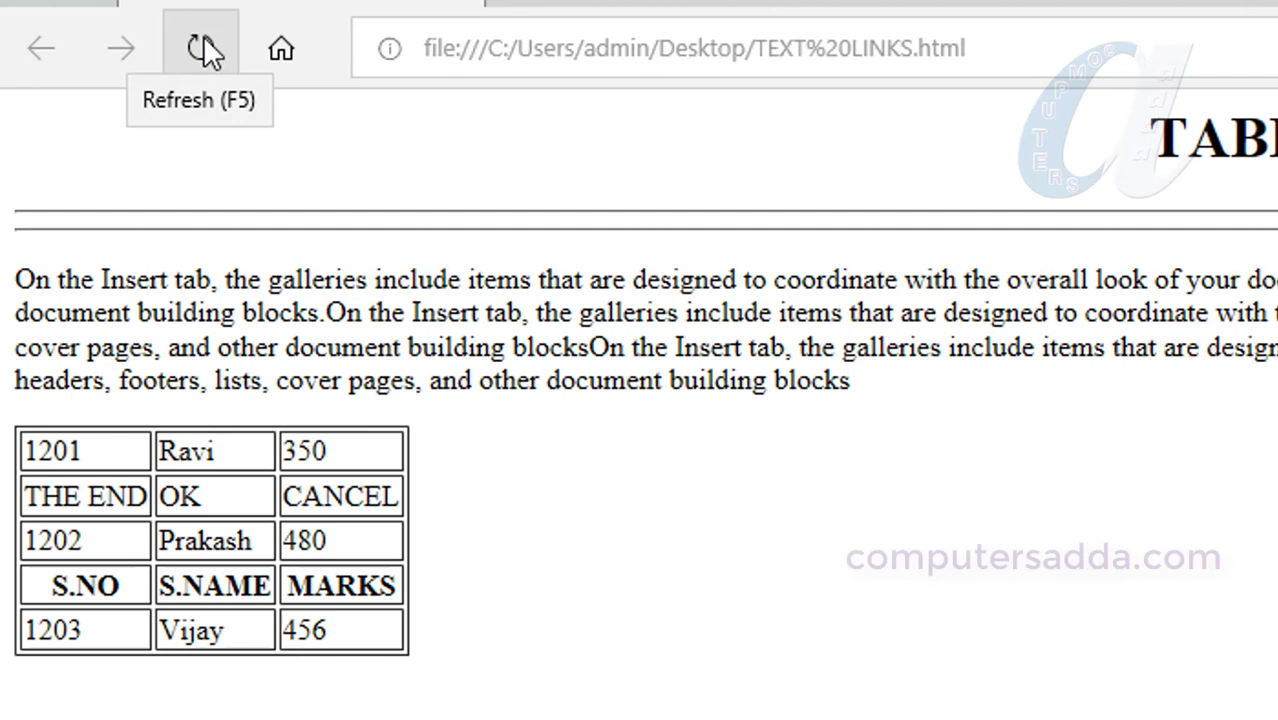 file:///C:/Users/admin/Desktop/TEXT%20LINKS.html
Refresh (F5)
COMPUTERS
adda
On the Insert tab, the galleries include items that are designed to coordinate with the overall look of your
document building blocks.On the Insert tab, the galleries include items that are designed to coordinate with
cover pages, and other document building blocksOn the Insert tab, the galleries include items that are
headers, footers, lists, cover pages, and other document building blocks
1201 Ravi 350
THE END OK CANCEL
1202 Prakash 480
S.NO S.NAME MARKS
1203 Vijay 456
computersadda.com